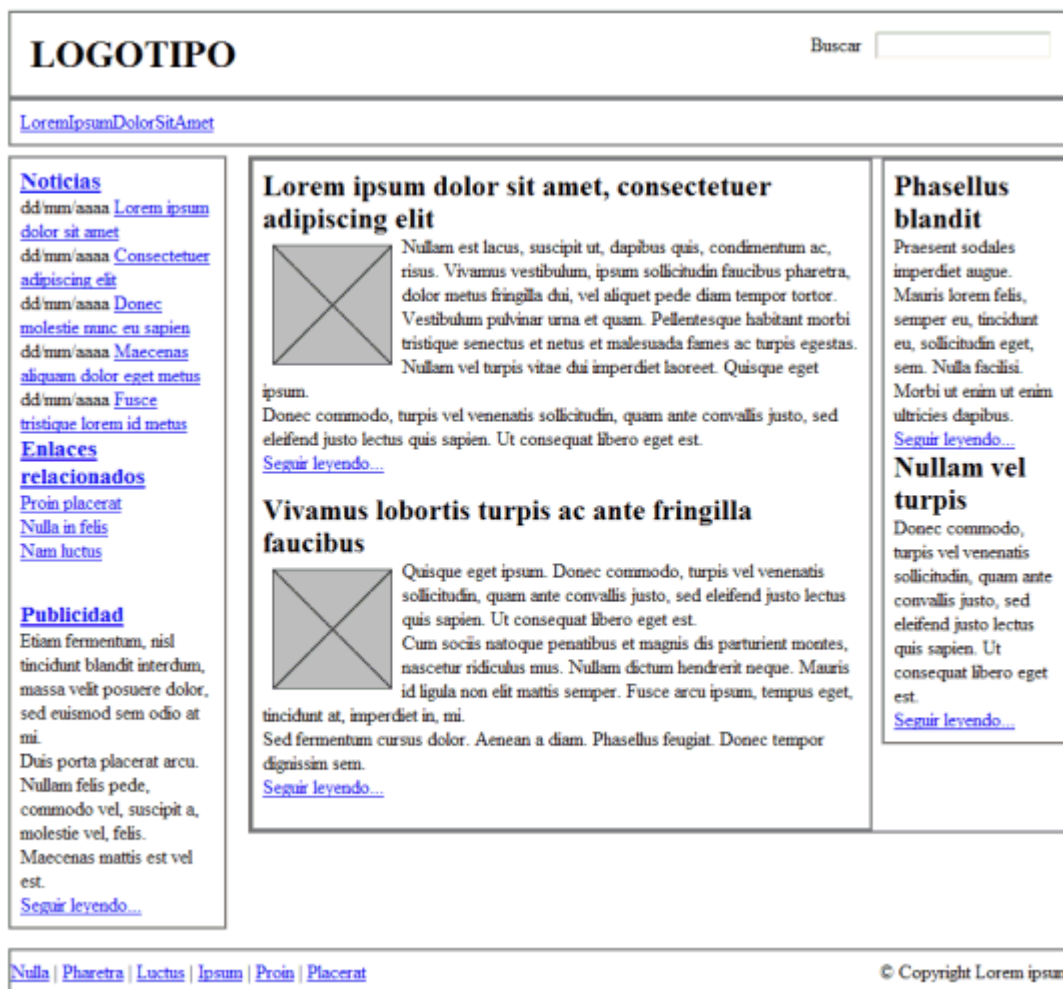 LOGOTIPO
Buscar
LoremIpsumDolorSitAmet
Noticias
dd/mm/aaaa Lorem ipsum
dolor sit amet
dd/mm/aaaa Consectetuer
adipiscing elit
dd/mm/aaaa Donec
molestie nunc eu sapien
dd/mm/aaaa Maecenas
aliquam dolor eget metus
dd/mm/aaaa Fusce
tristique lorem id metus
Enlaces
relacionados
Proin placerat
Nulla in felis
Nam luctus
Publicidad
Etiam fermentum, nisl
tincidunt blandit interdum,
massa velit posuere dolor,
sed euismod sem odio at
mi.
Duis porta placerat arcu.
Nullam felis pede,
commodo vel, suscipit a,
molestie vel, felis.
Maecenas mattis est vel
est.
Seguir leyendo...
Lorem ipsum dolor sit amet, consectetuer
adipiscing elit
Nullam est lacus, suscipit ut, dapibus quis, condimentum ac,
risus. Vivamus vestibulum, ipsum sollicitudin faucibus pharetra,
dolor metus fringilla dui, vel aliquet pede diam tempor tortor.
Vestibulum pulvinar urna et quam. Pellentesque habitant morbi
tristique senectus et netus et malesuada fames ac turpis egestas.
Nullam vel turpis vitae dui imperdiet laoreet. Quisque eget
ipsum.
Donec commodo, turpis vel venenatis sollicitudin, quam ante convallis justo, sed
eleifend justo lectus quis sapien. Ut consequat libero eget est.
Seguir leyendo...
Vivamus lobortis turpis ac ante fringilla
faucibus
Quisque eget ipsum. Donec commodo, turpis vel venenatis
sollicitudin, quam ante convallis justo, sed eleifend justo lectus
quis sapien. Ut consequat libero eget est.
Cum sociis natoque penatibus et magnis dis parturient montes,
nascetur ridiculus mus. Nullam dictum hendrerit neque. Mauris
id ligula non elit mattis semper. Fusce arcu ipsum, tempus eget,
tincidunt at, imperdiet in, mi.
Sed fermentum cursus dolor. Aenean a diam. Phasellus feugiat. Donec tempor
dignissim sem.
Seguir leyendo...
Phasellus
blandit
Praesent sodales
imperdiet augue.
Mauris lorem felis,
semper eu, tincidunt
eu, sollicitudin eget,
sem. Nulla facilisi.
Morbi ut enim ut enim
ultricies dapibus.
Seguir leyendo...
Nullam vel
turpis
Donec commodo,
turpis vel venenatis
sollicitudin, quam ante
convallis justo, sed
eleifend justo lectus
quis sapien. Ut
consequat libero eget
est.
Seguir leyendo...
Nulla | Pharetra | Luctus | Ipsum | Proin | Placerat
© Copyright Lorem ipsum